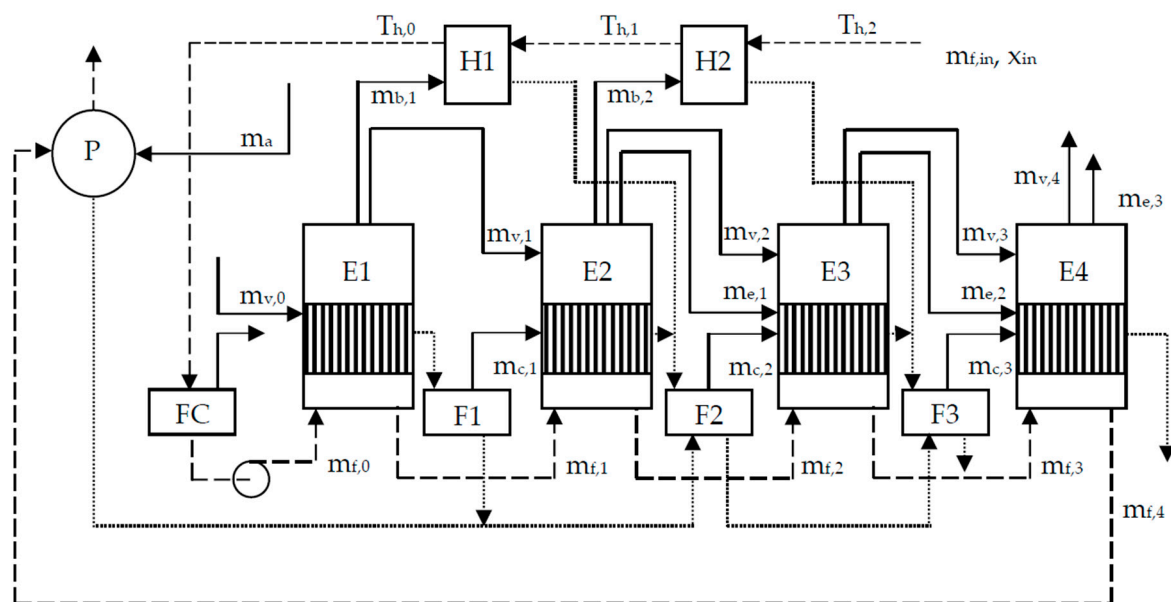 Th,0
Th,1
Th,2
H1
H2
mf,in, xin
mb,1
mb,2
P
ma
mv,4
me,3
mv,1
mv,2
mv,3
E1
E2
E3
E4
mv,0
me,1
me,2
mc,1
mc,2
mc,3
FC
F1
F2
F3
mf,0
mf,1
mf,2
mf,3
mf,4